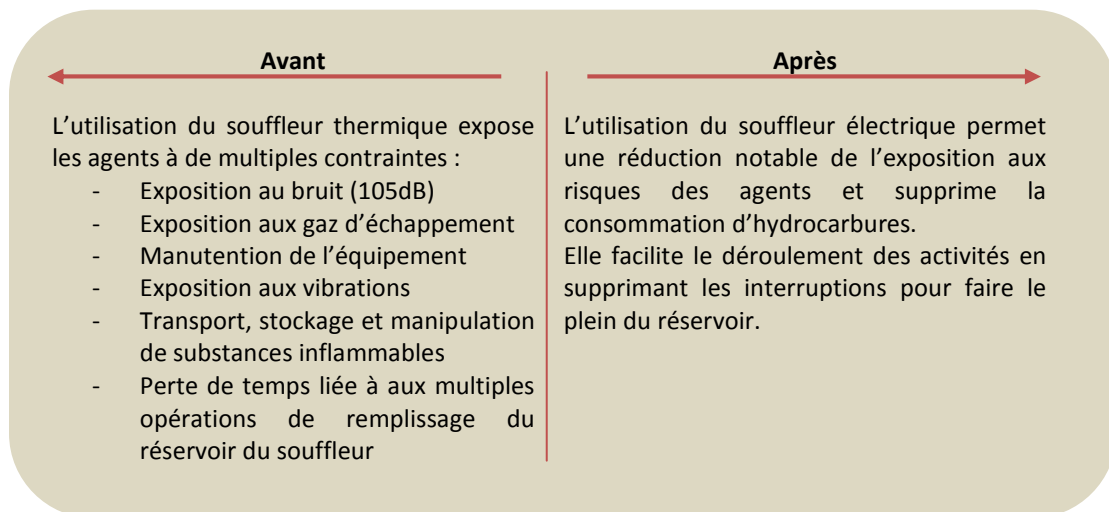 Avant
L’utilisation du souffleur thermique expose
les agents à de multiples contraintes :
- Exposition au bruit (105dB)
- Exposition aux gaz d’échappement
- Manutention de l’équipement
- Exposition aux vibrations
- Transport, stockage et manipulation
de substances inflammables
- Perte de temps liée à aux multiples
opérations de remplissage du
réservoir du souffleur
Après
L’utilisation du souffleur électrique permet
une réduction notable de l’exposition aux
risques des agents et supprime la
consommation d’hydrocarbures.
Elle facilite le déroulement des activités en
supprimant les interruptions pour faire le
plein du réservoir.